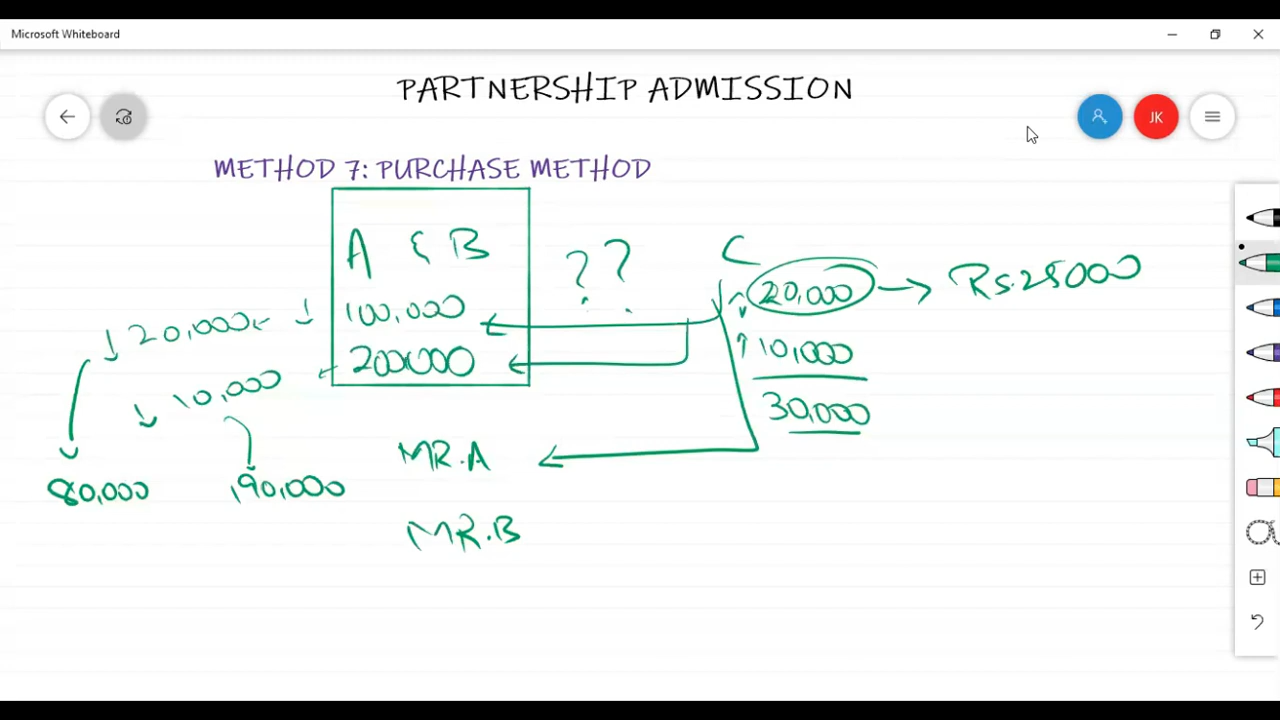 Microsoft Whiteboard
PARTNERSHIP ADMISSION
JK
METHOD 7: PURCHASE METHOD
A & B ?? C
20,000 → Rs.25000
↓ 20,000 ← ↓ 100,000
↑ 10,000
↓ 10,000 ← 200,000
30,000
MR.A
80,000 190,000
MR.B